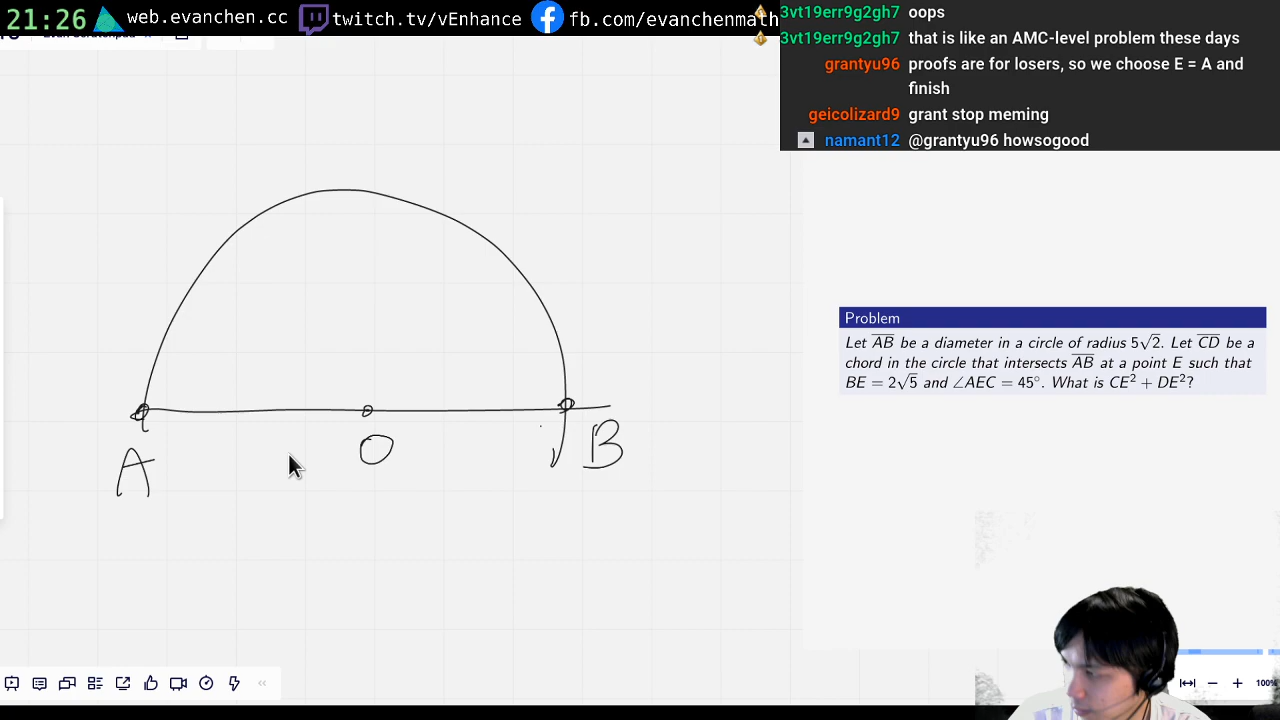 21:26 web.evanchen.cc twitch.tv/vEnhance fb.com/evanchenmath
3vt19err9g2gh7 oops
3vt19err9g2gh7 that is like an AMC-level problem these days
grantyu96 proofs are for losers, so we choose E = A and
finish
geicolizard9 grant stop meming
namant12 @grantyu96 howsogood
A
O
B
Problem
Let AB be a diameter in a circle of radius 5√2. Let CD be a
chord in the circle that intersects AB at a point E such that
BE = 2√5 and ∠AEC = 45°. What is CE² + DE²?
100%